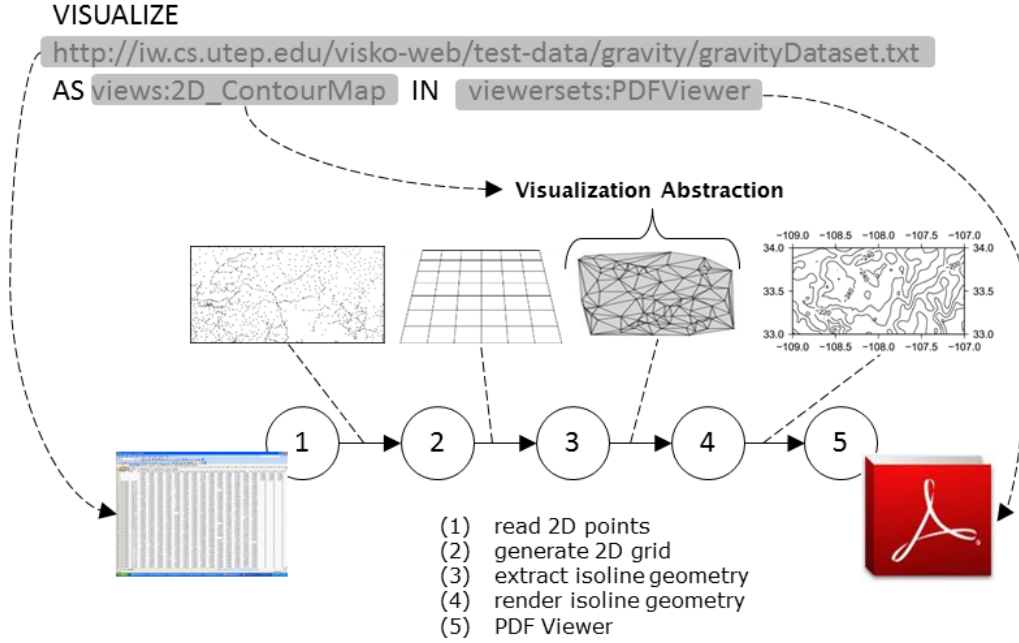 VISUALIZE
http://iw.cs.utep.edu/visko-web/test-data/gravity/gravityDataset.txt
AS views:2D_ContourMap IN viewersets:PDFViewer
Visualization Abstraction
−109.0 −108.5 −108.0 −107.5 −107.0
34.0 34.0
33.5 33.5
33.0 33.0
−109.0 −108.5 −108.0 −107.5 −107.0
1 2 3 4 5
(1) read 2D points
(2) generate 2D grid
(3) extract isoline geometry
(4) render isoline geometry
(5) PDF Viewer